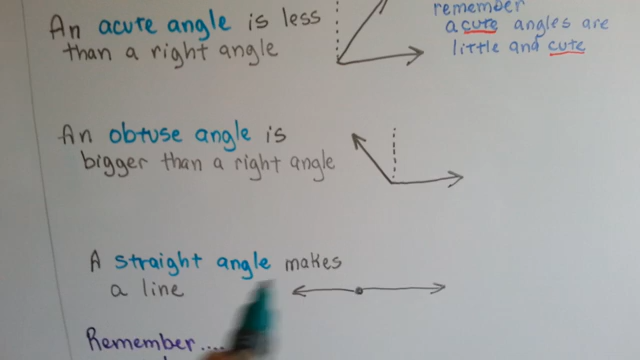 An acute angle is less
than a right angle
remember
acute angles are
little and cute
An obtuse angle is
bigger than a right angle
A straight angle makes
a line
Remember....